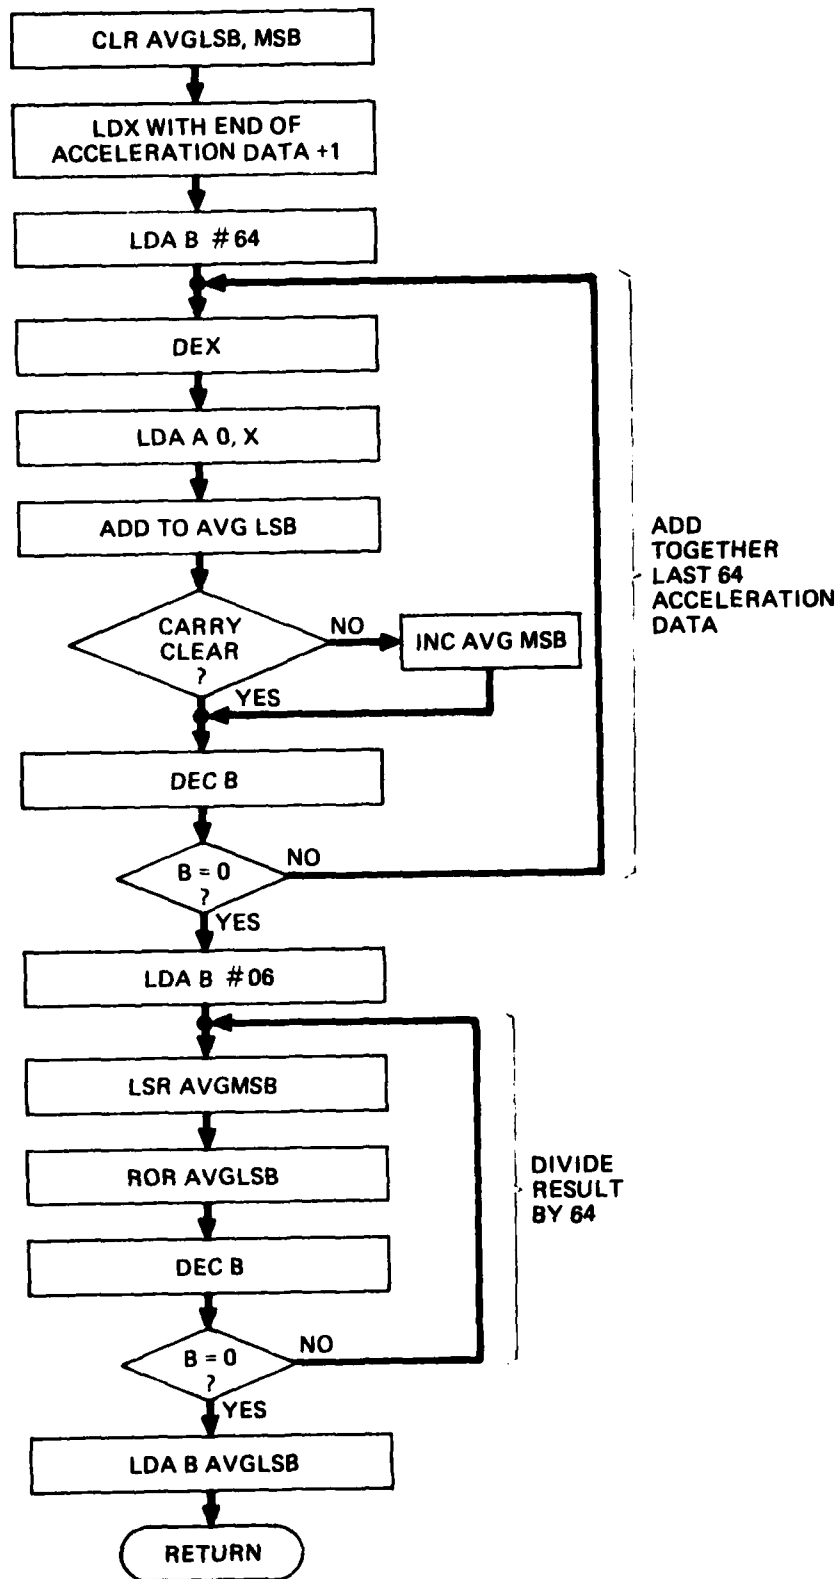 CLR AVGLSB, MSB
LDX WITH END OF
ACCELERATION DATA +1
LDA B #64
DEX
LDA A 0, X
ADD TO AVG LSB
CARRY
CLEAR
?
NO
INC AVG MSB
YES
DEC B
B = 0
?
NO
YES
ADD
TOGETHER
LAST 64
ACCELERATION
DATA
LDA B #06
LSR AVGMSB
ROR AVGLSB
DEC B
B = 0
?
NO
YES
DIVIDE
RESULT
BY 64
LDA B AVGLSB
RETURN